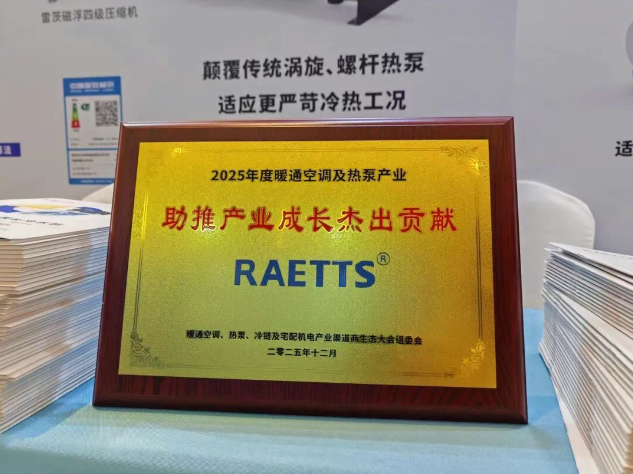 雷茨磁浮四级压缩机
颠覆传统涡旋、螺杆热泵
适应更严苛冷热工况
2025年度暖通空调及热泵产业
助推产业成长杰出贡献
RAETTS®
暖通空调、热泵、冷链及宅配机电产业渠道商生态大会组委会
二零二五年十二月